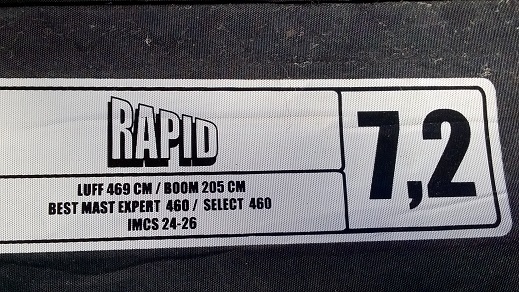 RAPID
LUFF 469 CM / BOOM 205 CM
BEST MAST EXPERT 460 / SELECT 460
IMCS 24-26
7,2